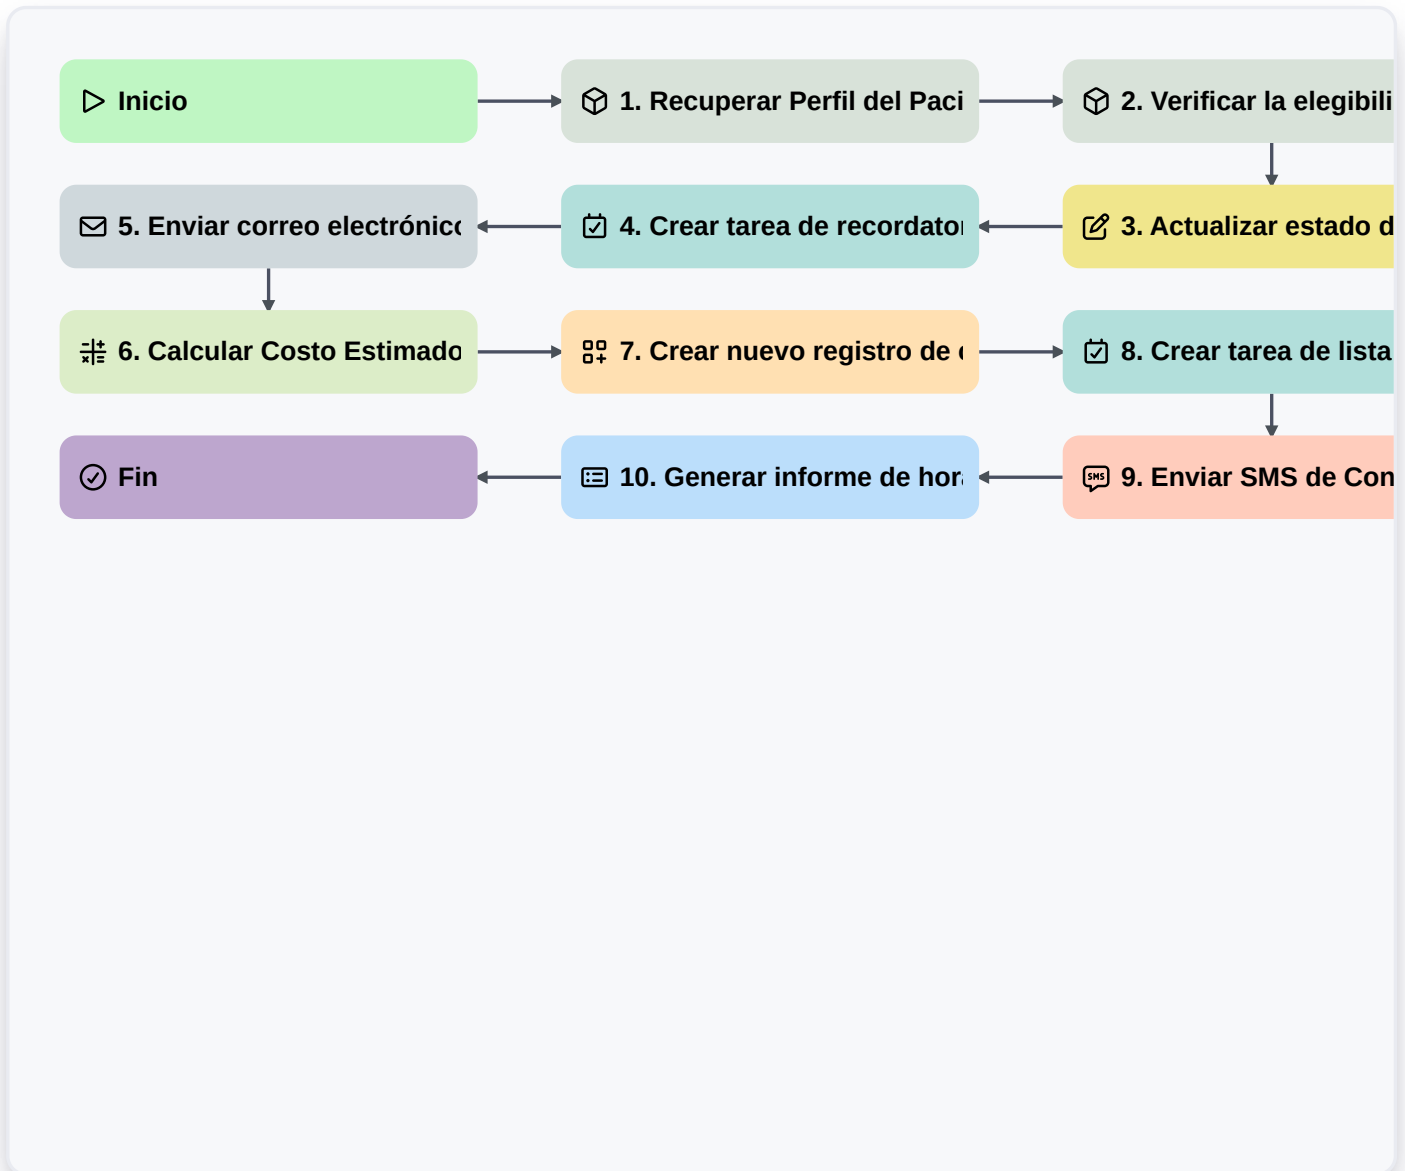 Inicio
1. Recuperar Perfil del Paci
2. Verificar la elegibili
3. Actualizar estado d
4. Crear tarea de recordator
5. Enviar correo electrónico
6. Calcular Costo Estimado
7. Crear nuevo registro de
8. Crear tarea de lista
9. Enviar SMS de Con
10. Generar informe de hora
Fin